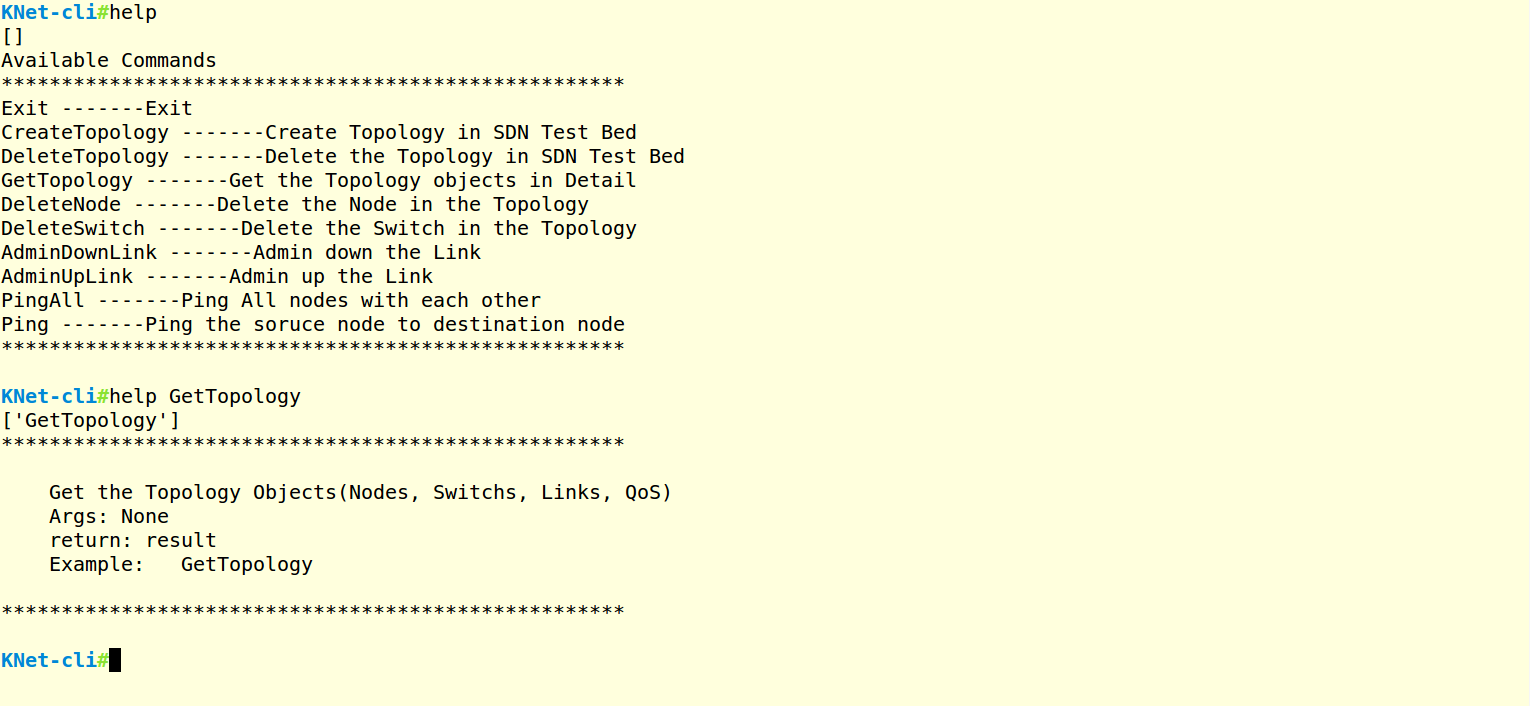 KNet-cli#help
[]
Available Commands
****************************************************
Exit -------Exit
CreateTopology -------Create Topology in SDN Test Bed
DeleteTopology -------Delete the Topology in SDN Test Bed
GetTopology -------Get the Topology objects in Detail
DeleteNode -------Delete the Node in the Topology
DeleteSwitch -------Delete the Switch in the Topology
AdminDownLink -------Admin down the Link
AdminUpLink -------Admin up the Link
PingAll -------Ping All nodes with each other
Ping -------Ping the soruce node to destination node
****************************************************
KNet-cli#help GetTopology
['GetTopology']
****************************************************
Get the Topology Objects(Nodes, Switchs, Links, QoS)
Args: None
return: result
Example:   GetTopology
****************************************************
KNet-cli#